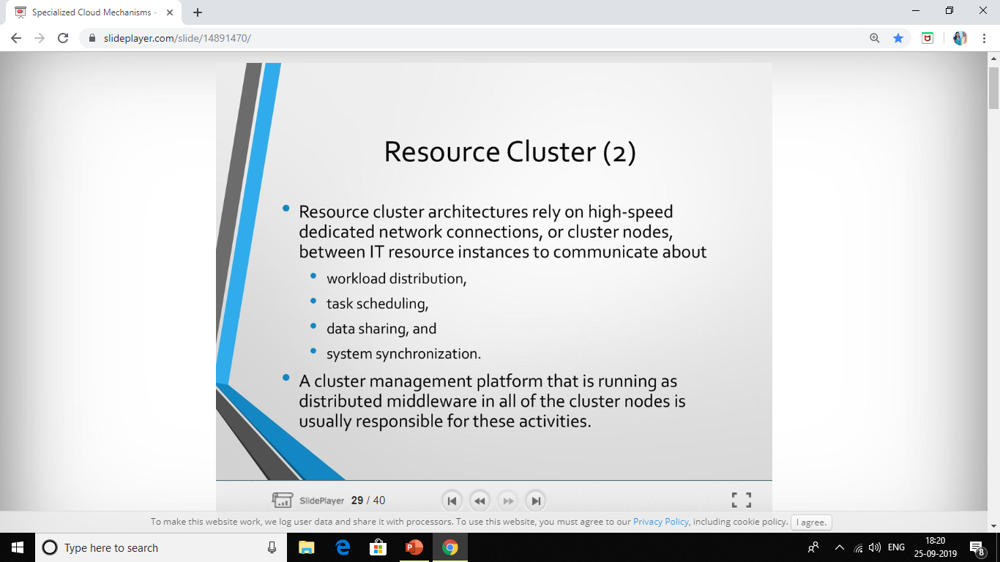 Specialized Cloud Mechanisms -
slideplayer.com/slide/14891470/
Resource Cluster (2)
• Resource cluster architectures rely on high-speed
dedicated network connections, or cluster nodes,
between IT resource instances to communicate about
• workload distribution,
• task scheduling,
• data sharing, and
• system synchronization.
• A cluster management platform that is running as
distributed middleware in all of the cluster nodes is
usually responsible for these activities.
SlidePlayer 29 / 40
To make this website work, we log user data and share it with processors. To use this website, you must agree to our Privacy Policy, including cookie policy. I agree.
Type here to search
ENG
18:20
25-09-2019
8